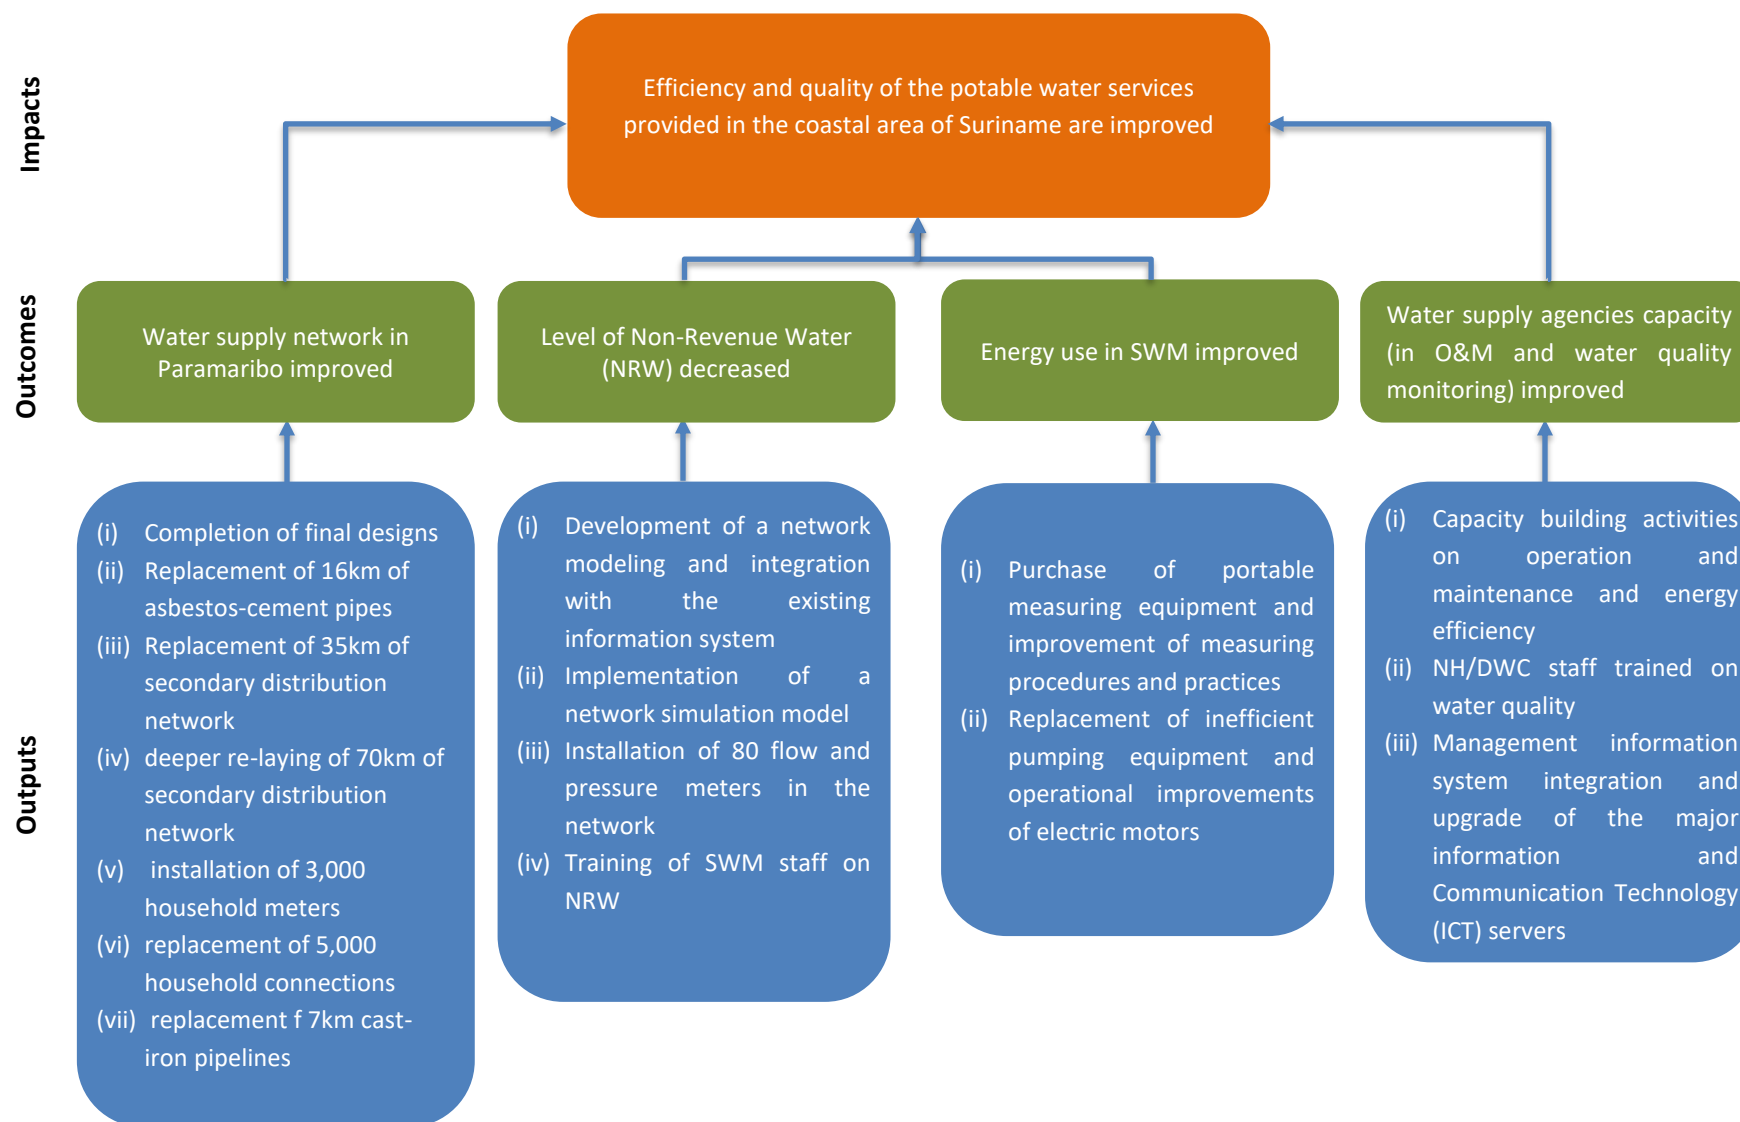 Impacts
Efficiency and quality of the potable water services
provided in the coastal area of Suriname are improved
Outcomes
Water supply network in
Paramaribo improved
Level of Non-Revenue Water
(NRW) decreased
Energy use in SWM improved
Water supply agencies capacity
(in O&M and water quality
monitoring) improved
Outputs
(i) Completion of final designs
(ii) Replacement of 16km of
asbestos-cement pipes
(iii) Replacement of 35km of
secondary distribution
network
(iv) deeper re-laying of 70km of
secondary distribution
network
(v) installation of 3,000
household meters
(vi) replacement of 5,000
household connections
(vii) replacement f 7km cast-
iron pipelines
(i) Development of a network
modeling and integration
with the existing
information system
(ii) Implementation of a
network simulation model
(iii) Installation of 80 flow and
pressure meters in the
network
(iv) Training of SWM staff on
NRW
(i) Purchase of portable
measuring equipment and
improvement of measuring
procedures and practices
(ii) Replacement of inefficient
pumping equipment and
operational improvements
of electric motors
(i) Capacity building activities
on operation and
maintenance and energy
efficiency
(ii) NH/DWC staff trained on
water quality
(iii) Management information
system integration and
upgrade of the major
information and
Communication Technology
(ICT) servers